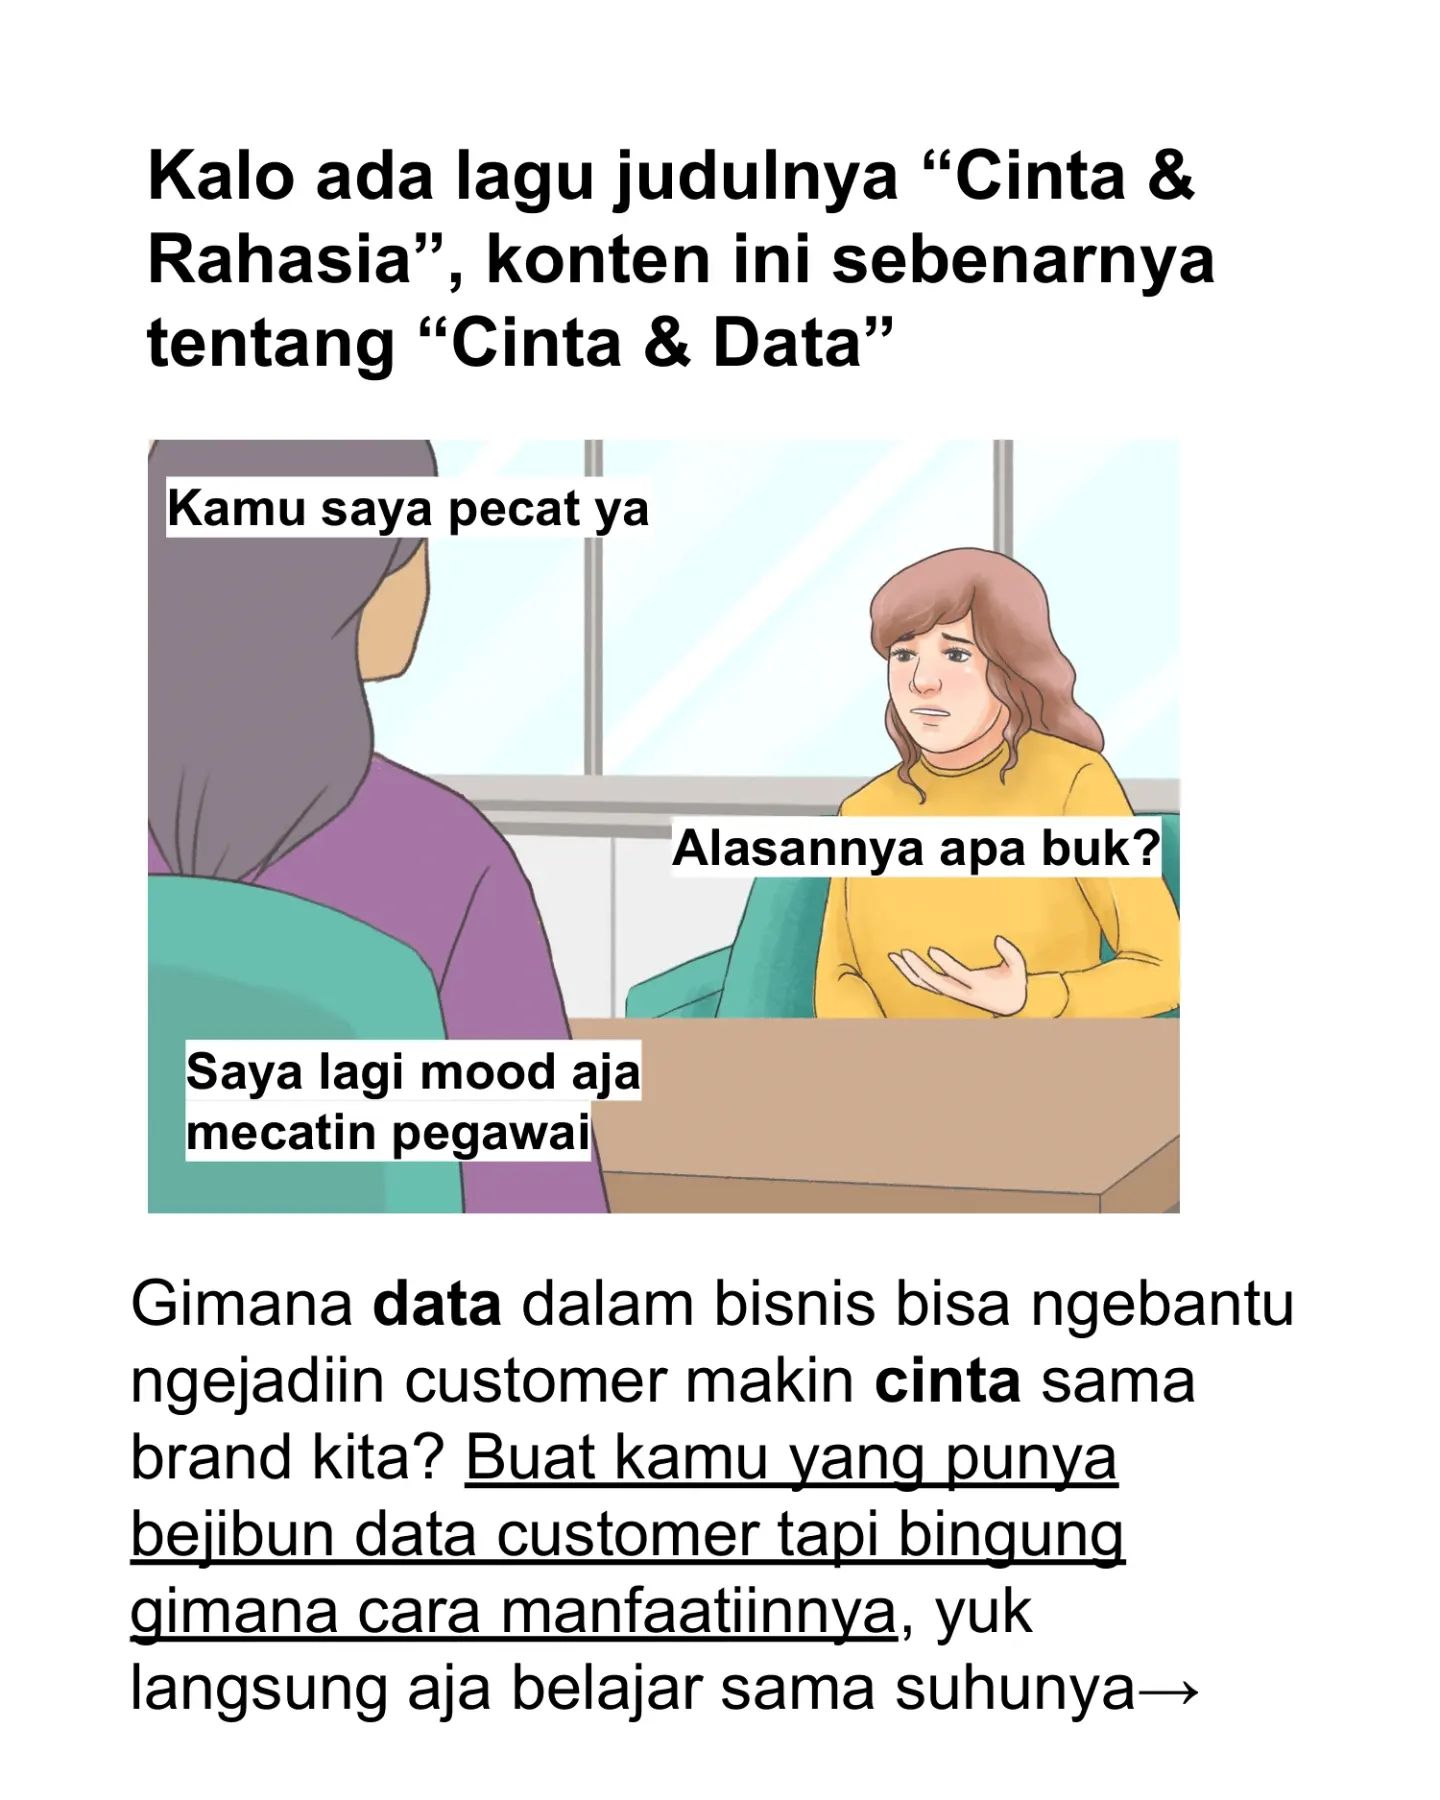 Kalo ada lagu judulnya “Cinta &
Rahasia”, konten ini sebenarnya
tentang “Cinta & Data”
Kamu saya pecat ya
Alasannya apa buk?
Saya lagi mood aja
mecatin pegawai
Gimana data dalam bisnis bisa ngebantu
ngejadiin customer makin cinta sama
brand kita? Buat kamu yang punya
bejibun data customer tapi bingung
gimana cara manfaatiinnya, yuk
langsung aja belajar sama suhunya→